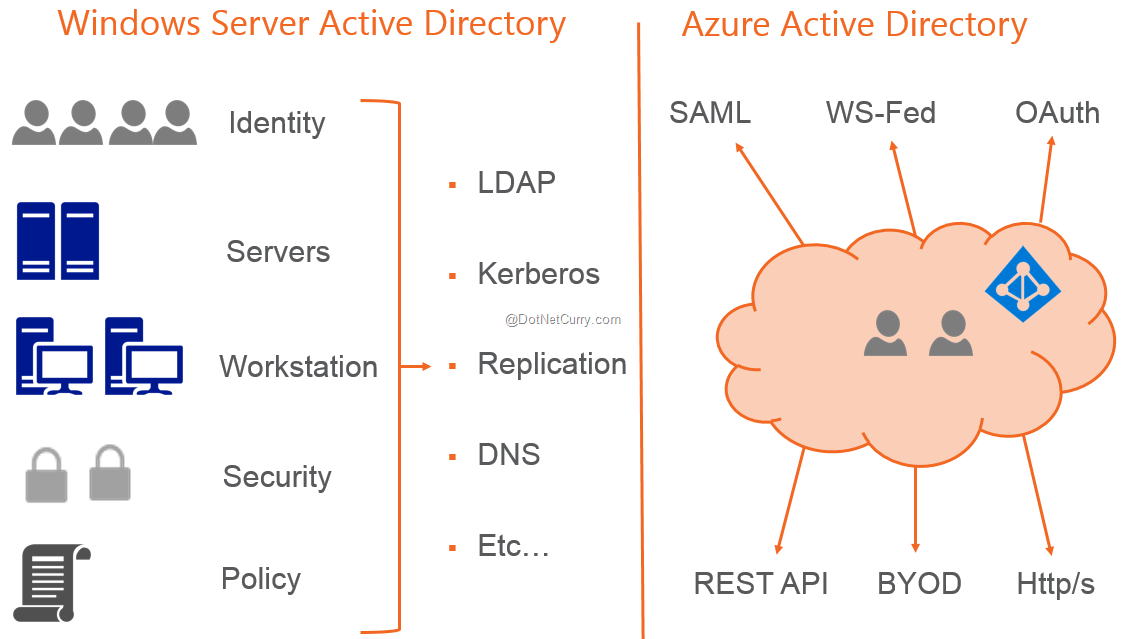 Windows Server Active Directory
Identity
Servers
Workstation
Security
Policy
▪ LDAP
▪ Kerberos
@DotNetCurry.com
▪ Replication
▪ DNS
▪ Etc…
Azure Active Directory
SAML
WS-Fed
OAuth
REST API
BYOD
Http/s